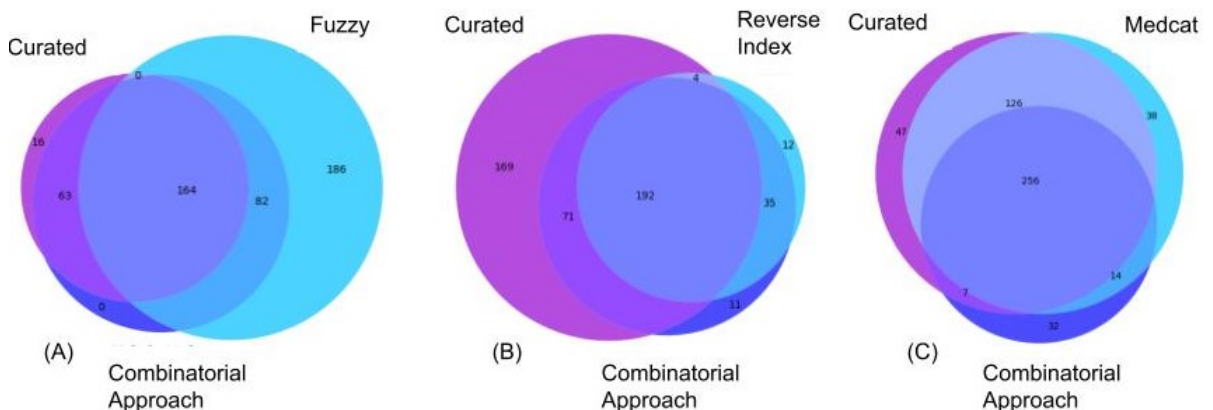 Curated
Fuzzy
0
16
186
63
164
82
0
(A)
Combinatorial
Approach
Curated
Reverse
Index
4
12
169
192
35
71
11
(B)
Combinatorial
Approach
Curated
Medcat
126
38
47
256
14
7
32
(C)
Combinatorial
Approach